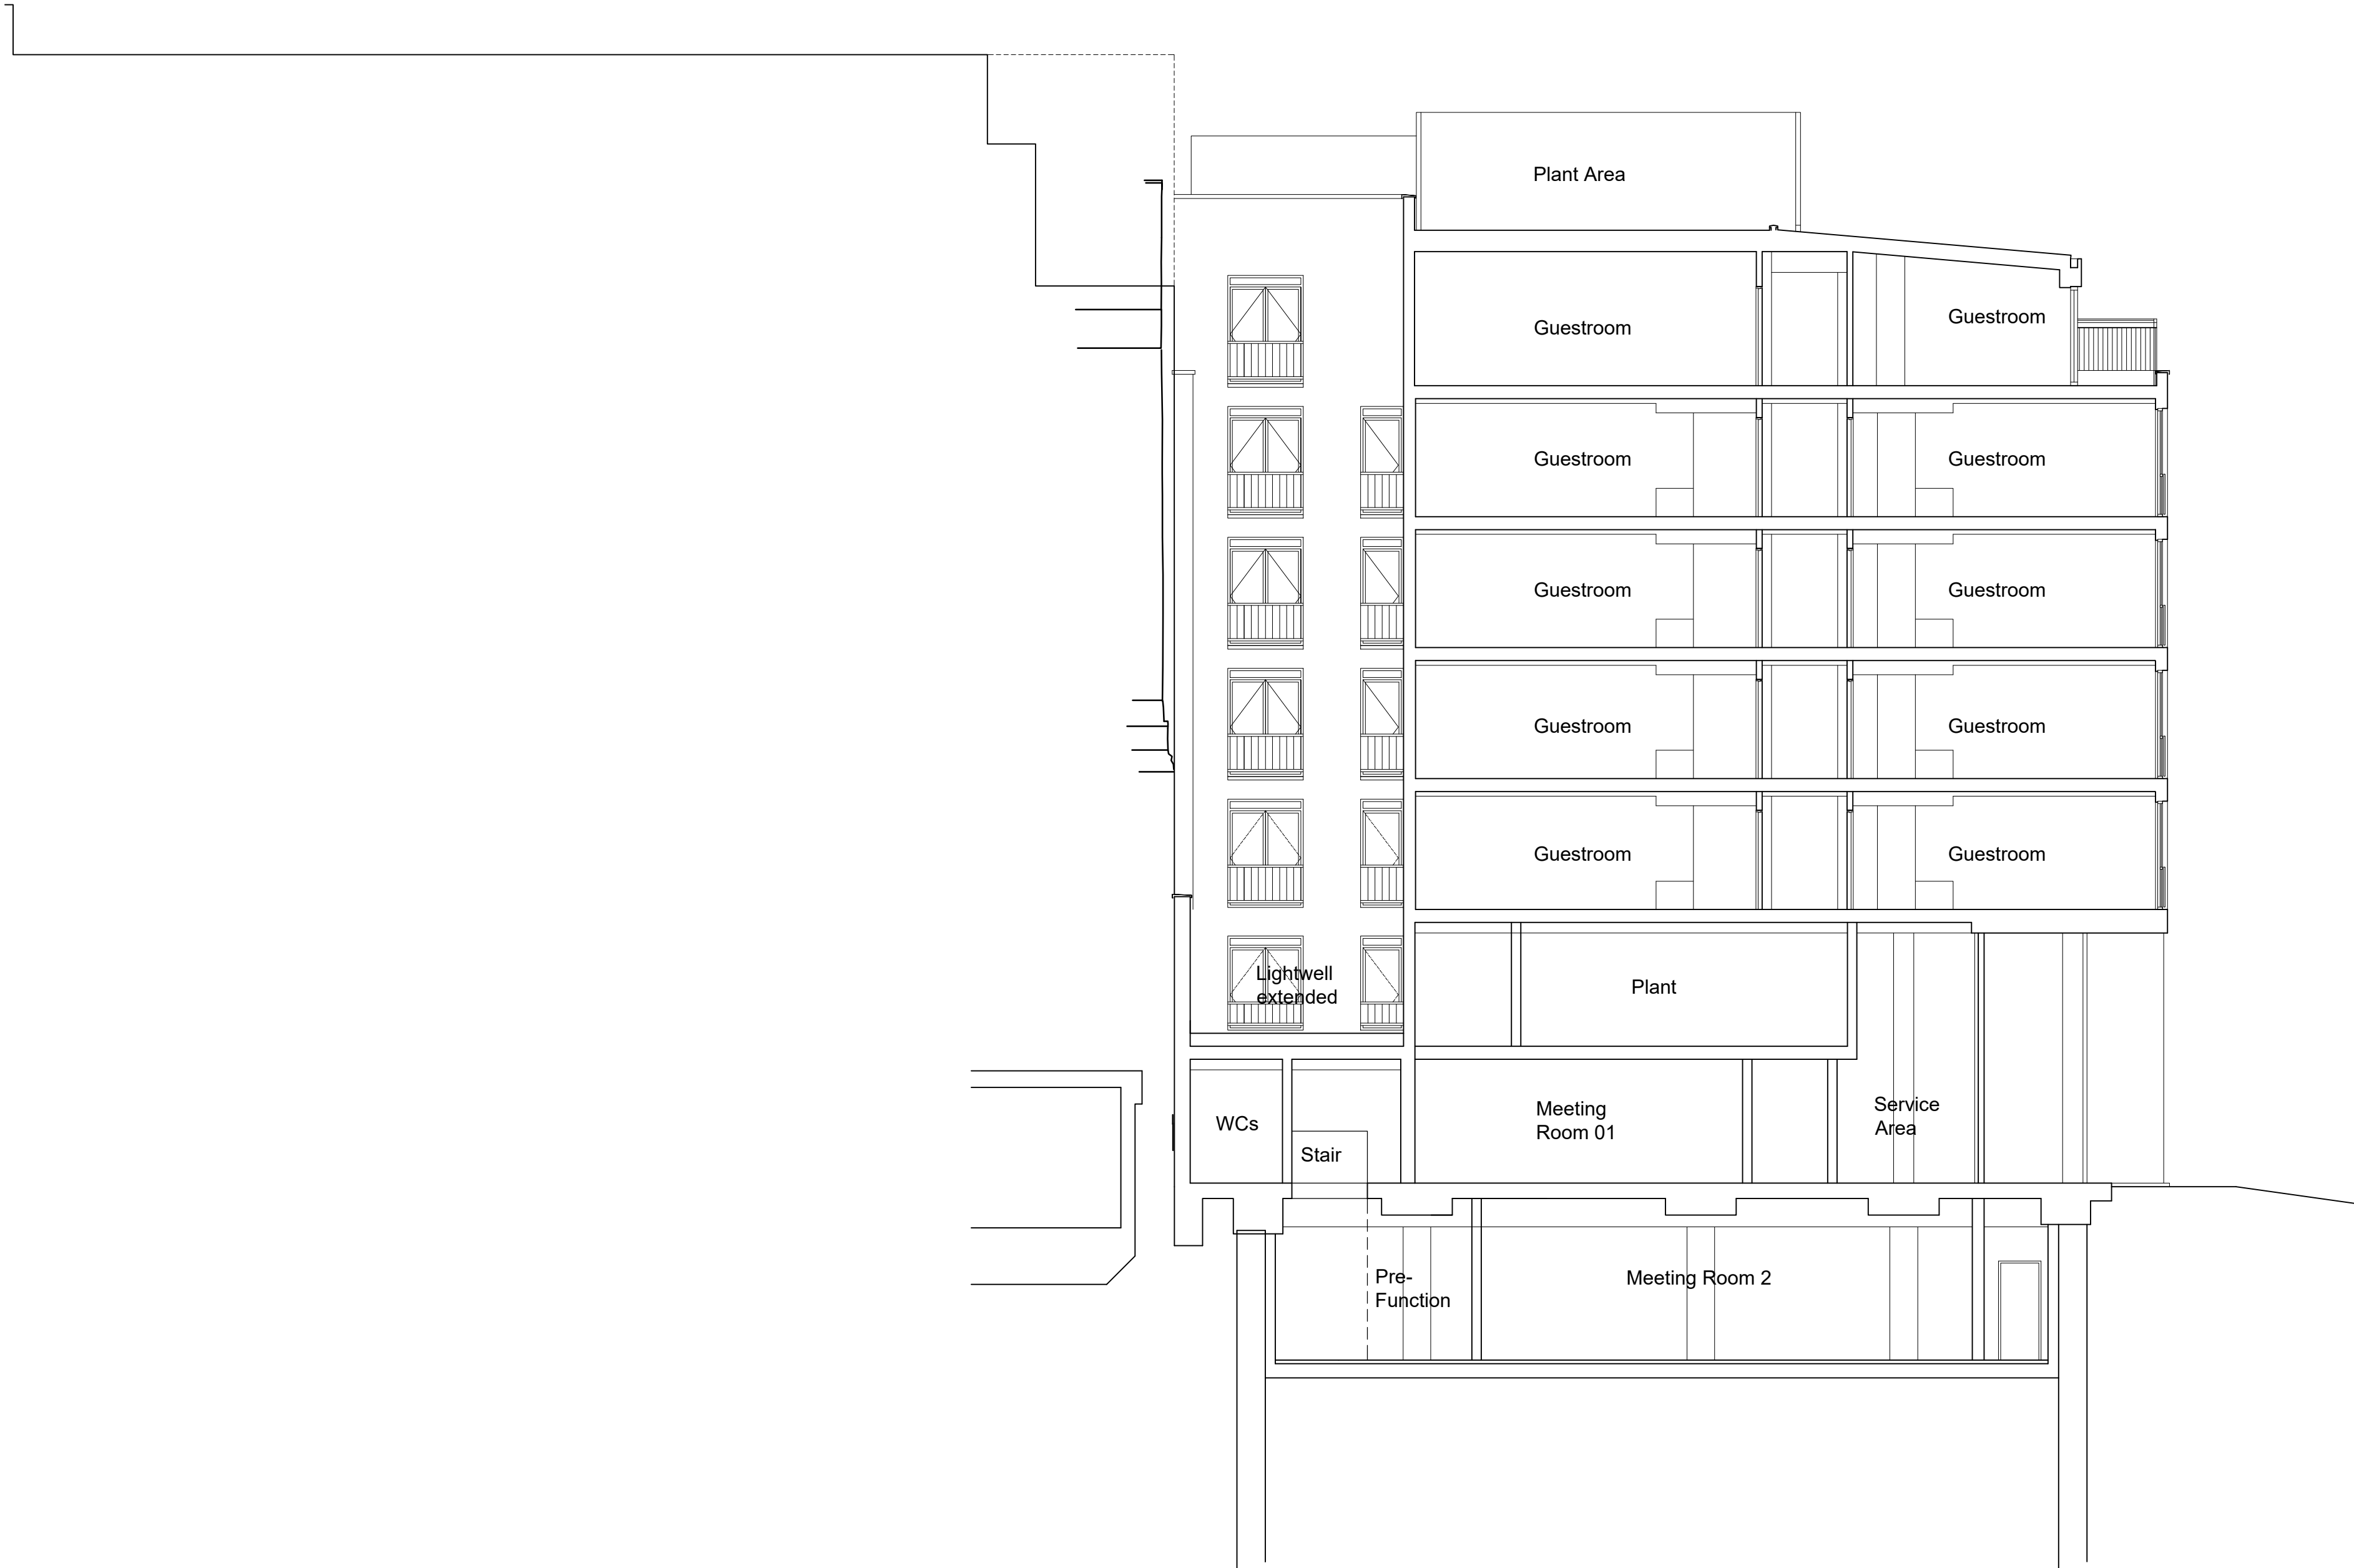 Plant Area
Guestroom
Guestroom
Guestroom
Guestroom
Guestroom
Guestroom
Guestroom
Guestroom
Guestroom
Guestroom
Lightwell
extended
Plant
WCs
Stair
Meeting
Room 01
Service
Area
Pre-
Function
Meeting Room 2